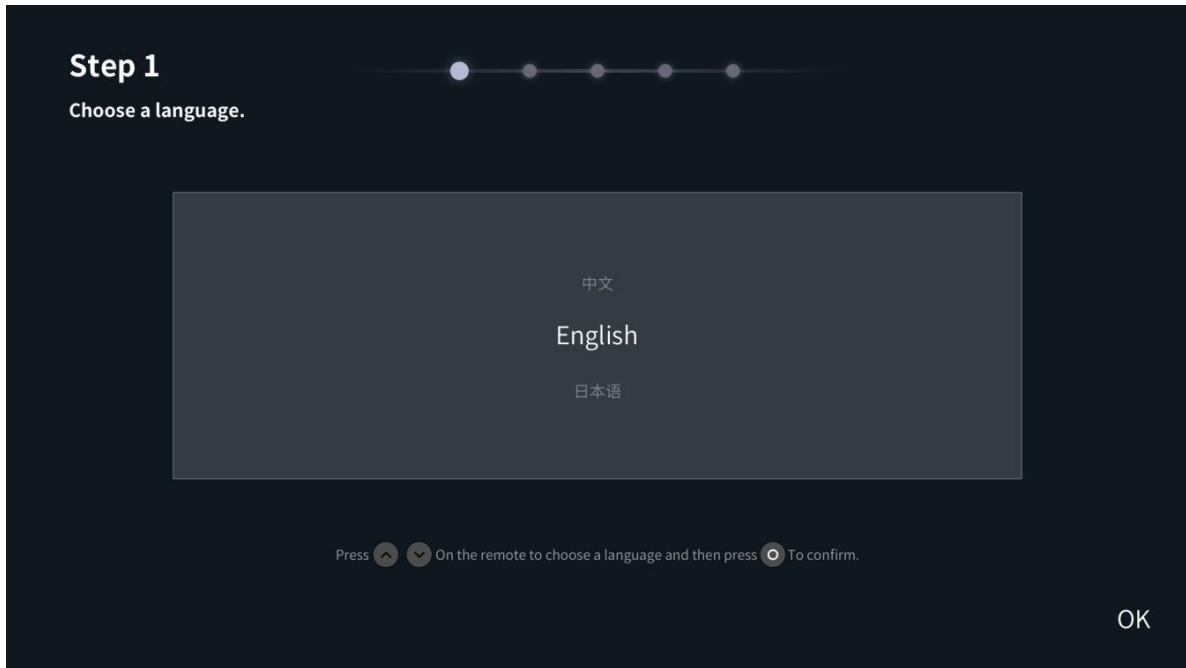 Step 1
Choose a language.
中文
English
日本语
Press On the remote to choose a language and then press To confirm.
OK